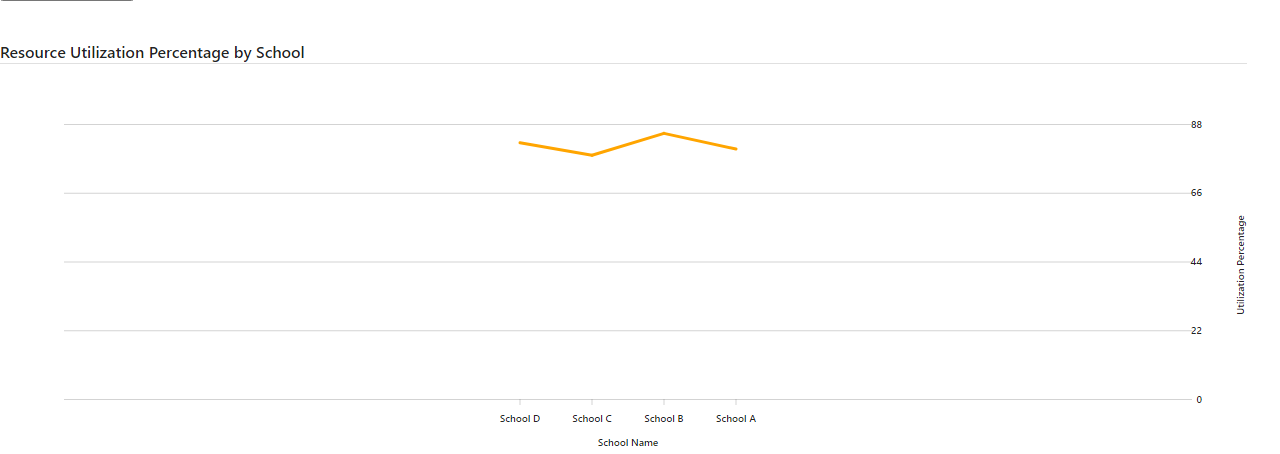 Resource Utilization Percentage by School
88
66
44
22
0
Utilization Percentage
School D School C School B School A
School Name